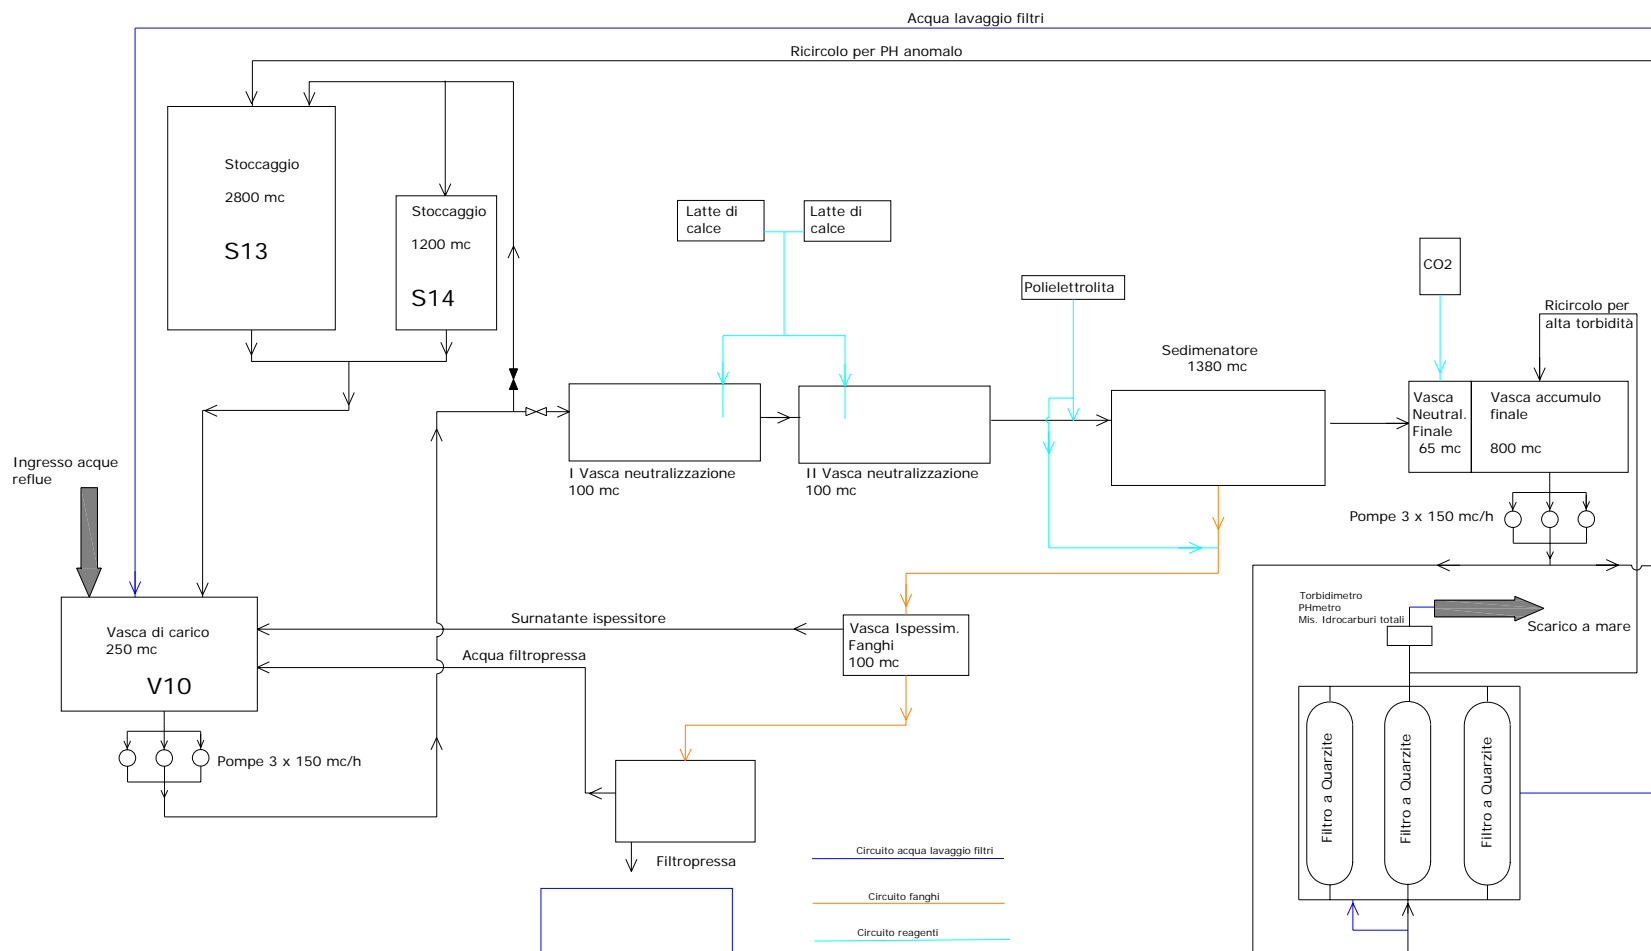 Acqua lavaggio filtri
Ricircolo per PH anomalo
Stoccaggio
2800 mc
S13
Stoccaggio
1200 mc
S14
Latte di
calce
Latte di
calce
Polielettrolita
CO2
Ricircolo per
alta torbidità
Sedimenatore
1380 mc
Vasca
Neutral.
Finale
65 mc
Vasca accumulo
finale
800 mc
I Vasca neutralizzazione
100 mc
II Vasca neutralizzazione
100 mc
Ingresso acque
reflue
Pompe 3 x 150 mc/h
Torbidimetro
PHmetro
Mis. Idrocarburi totali
Scarico a mare
Vasca di carico
250 mc
V10
Surnatante ispessitore
Acqua filtropressa
Vasca Ispessim.
Fanghi
100 mc
Pompe 3 x 150 mc/h
Filtro a Quarzite
Filtro a Quarzite
Filtro a Quarzite
Filtropressa
Circuito acqua lavaggio filtri
Circuito fanghi
Circuito reagenti